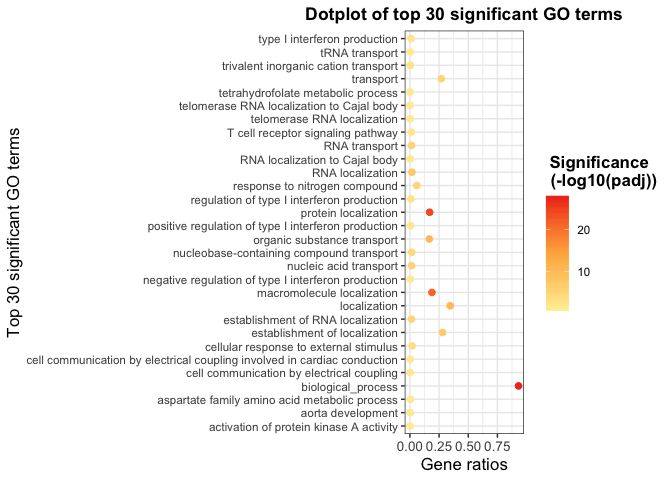 Dotplot of top 30 significant GO terms
Top 30 significant GO terms
type I interferon production
tRNA transport
trivalent inorganic cation transport
transport
tetrahydrofolate metabolic process
telomerase RNA localization to Cajal body
telomerase RNA localization
T cell receptor signaling pathway
RNA transport
RNA localization to Cajal body
RNA localization
response to nitrogen compound
regulation of type I interferon production
protein localization
positive regulation of type I interferon production
organic substance transport
nucleobase-containing compound transport
nucleic acid transport
negative regulation of type I interferon production
macromolecule localization
localization
establishment of RNA localization
establishment of localization
cellular response to external stimulus
cell communication by electrical coupling involved in cardiac conduction
cell communication by electrical coupling
biological_process
aspartate family amino acid metabolic process
aorta development
activation of protein kinase A activity
0.00 0.25 0.50 0.75
Gene ratios
Significance
(-log10(padj))
20
10